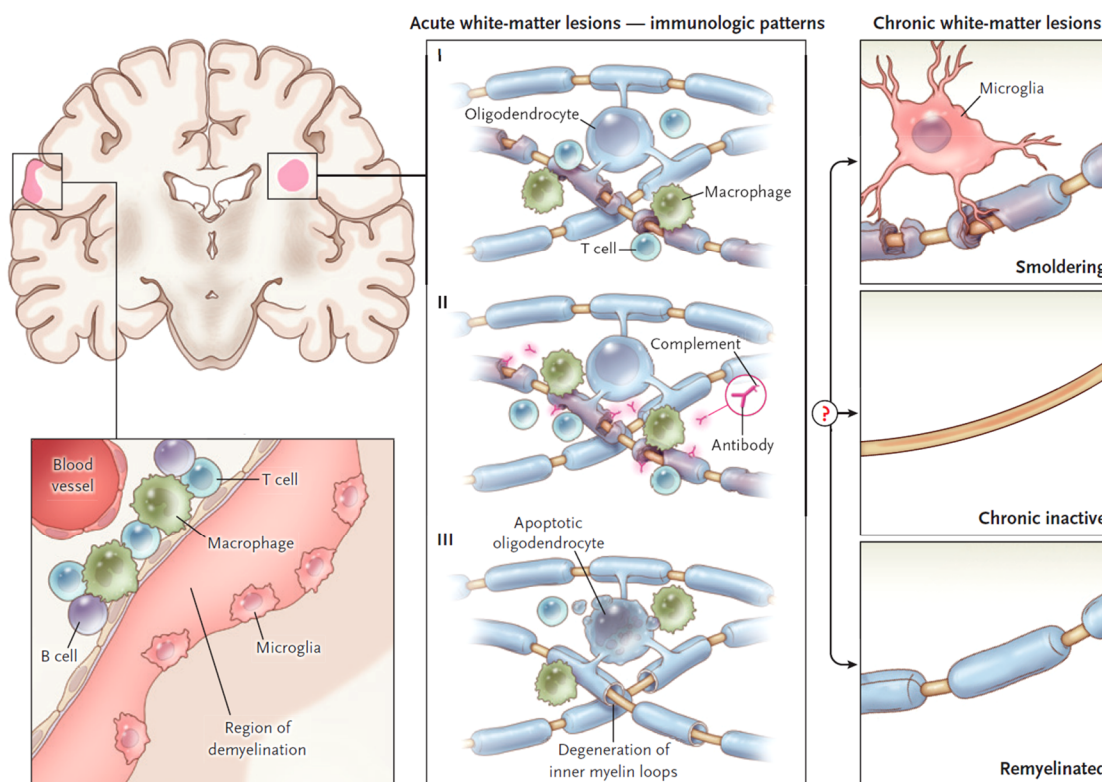 Acute white-matter lesions — immunologic patterns
Chronic white-matter lesions
I
Oligodendrocyte
Macrophage
T cell
II
Complement
Antibody
III
Apoptotic
oligodendrocyte
Degeneration of
inner myelin loops
Blood
vessel
T cell
Macrophage
B cell
Microglia
Region of
demyelination
?
Microglia
Smoldering
Chronic inactive
Remyelinated